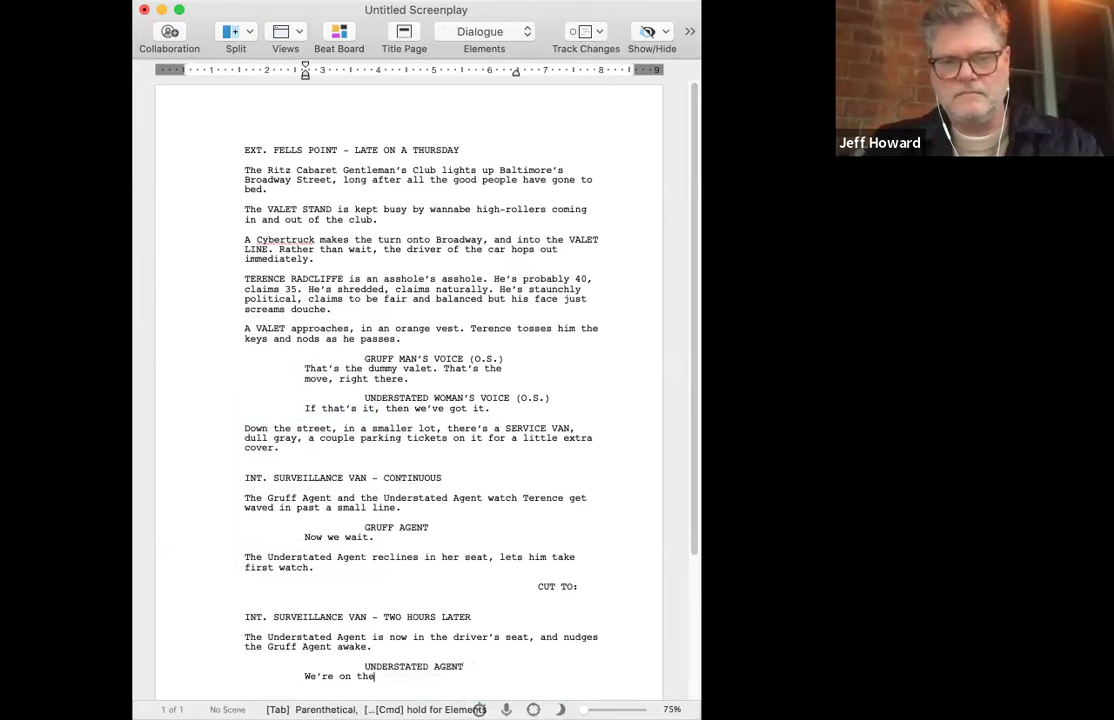 Untitled Screenplay
Collaboration
Split
Views
Beat Board
Title Page
Dialogue
Elements
Track Changes
Show/Hide
1 2 3 4 5 6 7 8 9
Jeff Howard
EXT. FELLS POINT - LATE ON A THURSDAY
The Ritz Cabaret Gentleman's Club lights up Baltimore's
Broadway Street, long after all the good people have gone to
bed.
The VALET STAND is kept busy by wannabe high-rollers coming
in and out of the club.
A Cybertruck makes the turn onto Broadway, and into the VALET
LINE. Rather than wait, the driver of the car hops out
immediately.
TERENCE RADCLIFFE is an asshole's asshole. He's probably 40,
claims 35. He's shredded, claims naturally. He's staunchly
political, claims to be fair and balanced but his face just
screams douche.
A VALET approaches, in an orange vest. Terence tosses him the
keys and nods as he passes.
GRUFF MAN'S VOICE (O.S.)
That's the dummy valet. That's the
move, right there.
UNDERSTATED WOMAN'S VOICE (O.S.)
If that's it, then we've got it.
Down the street, in a smaller lot, there's a SERVICE VAN,
dull gray, a couple parking tickets on it for a little extra
cover.
INT. SURVEILLANCE VAN - CONTINUOUS
The Gruff Agent and the Understated Agent watch Terence get
waved in past a small line.
GRUFF AGENT
Now we wait.
The Understated Agent reclines in her seat, lets him take
first watch.
CUT TO:
INT. SURVEILLANCE VAN - TWO HOURS LATER
The Understated Agent is now in the driver's seat, and nudges
the Gruff Agent awake.
UNDERSTATED AGENT
We're on the
1 of 1
No Scene
[Tab] Parenthetical, [...[Cmd] hold for Elements
75%